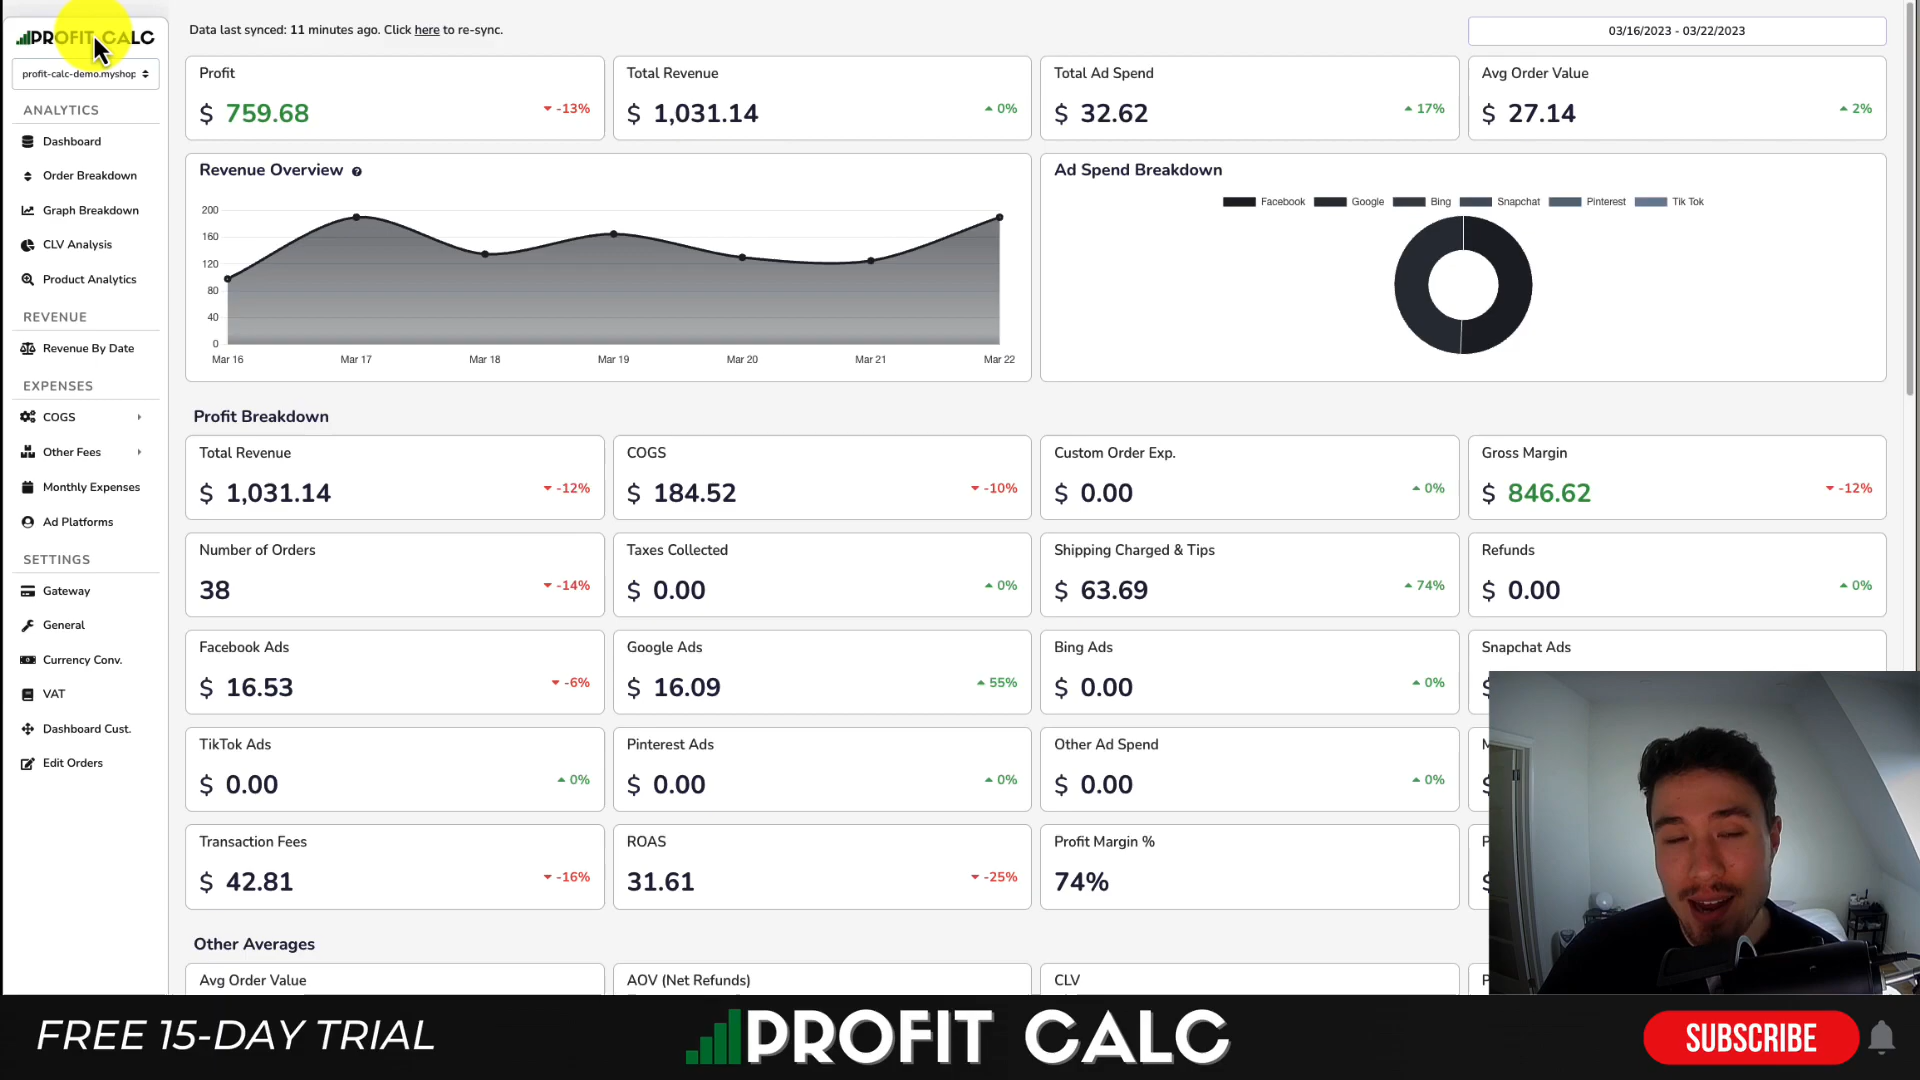 PROFIT CALC
profit-calc-demo.myshop
ANALYTICS
Dashboard
Order Breakdown
Graph Breakdown
CLV Analysis
Product Analytics
REVENUE
Revenue By Date
EXPENSES
COGS
Other Fees
Monthly Expenses
Ad Platforms
SETTINGS
Gateway
General
Currency Conv.
VAT
Dashboard Cust.
Edit Orders
Data last synced: 11 minutes ago. Click here to re-sync.
03/16/2023 - 03/22/2023
Profit
$ 759.68 -13%
Total Revenue
$ 1,031.14 0%
Total Ad Spend
$ 32.62 17%
Avg Order Value
$ 27.14 2%
Revenue Overview
200
160
120
80
40
0
Mar 16 Mar 17 Mar 18 Mar 19 Mar 20 Mar 21 Mar 22
Ad Spend Breakdown
Facebook Google Bing Snapchat Pinterest Tik Tok
Profit Breakdown
Total Revenue
$ 1,031.14 -12%
COGS
$ 184.52 -10%
Custom Order Exp.
$ 0.00 0%
Gross Margin
$ 846.62 -12%
Number of Orders
38 -14%
Taxes Collected
$ 0.00 0%
Shipping Charged & Tips
$ 63.69 74%
Refunds
$ 0.00 0%
Facebook Ads
$ 16.53 -6%
Google Ads
$ 16.09 55%
Bing Ads
$ 0.00 0%
Snapchat Ads
TikTok Ads
$ 0.00 0%
Pinterest Ads
$ 0.00 0%
Other Ad Spend
$ 0.00 0%
Transaction Fees
$ 42.81 -16%
ROAS
31.61 -25%
Profit Margin %
74%
Other Averages
Avg Order Value
AOV (Net Refunds)
CLV
FREE 15-DAY TRIAL
PROFIT CALC
SUBSCRIBE